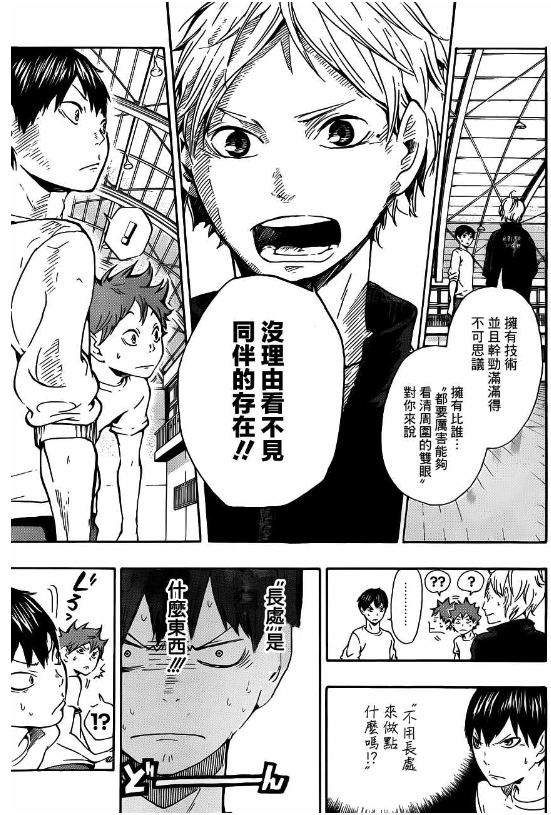 擁有技術
並且幹勁滿滿得
不可思議
擁有比誰…
〝都要厲害能夠
看清周圍的雙眼〞
對你來說
沒理由看不見
同伴的存在!!
!
?
??
………
〝不用長處
來做點
什麼嗎!?〞
〝長處〞是
什麼東西!!!
ど──ん
!?